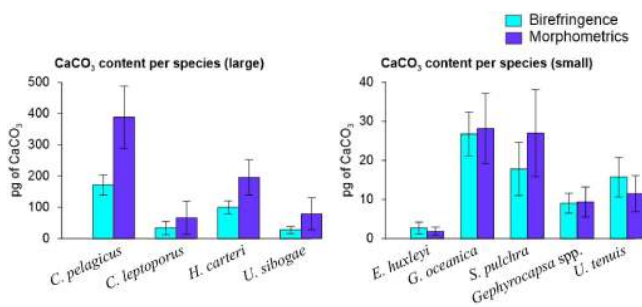 Birefringence
Morphometrics
CaCO₃ content per species (large)
500
400
300
200
100
0
pg of CaCO₃
C. pelagicus
C. leptoporus
H. carteri
U. sibogae
CaCO₃ content per species (small)
40
30
20
10
0
pg of CaCO₃
E. huxleyi
G. oceanica
S. pulchra
Gephyrocapsa spp.
U. tenuis